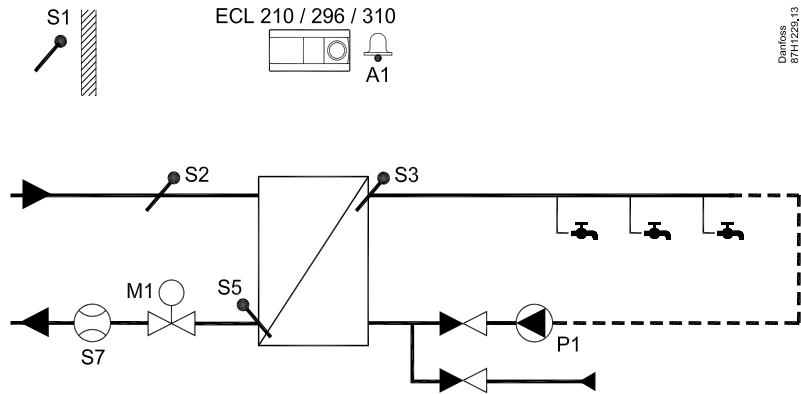 S1
ECL 210 / 296 / 310
A1
Danfoss
87H1229.13
S2
S3
M1
S5
S7
P1